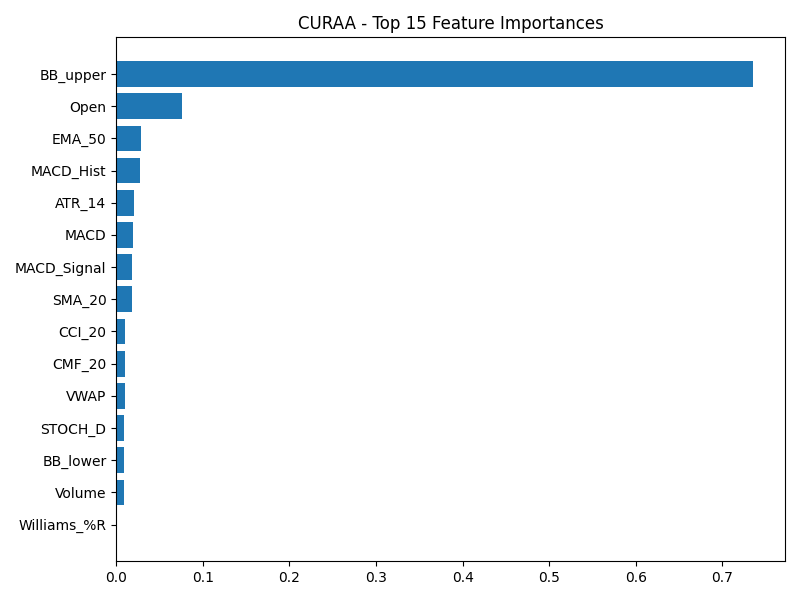 CURAA - Top 15 Feature Importances
BB_upper
Open
EMA_50
MACD_Hist
ATR_14
MACD
MACD_Signal
SMA_20
CCI_20
CMF_20
VWAP
STOCH_D
BB_lower
Volume
Williams_%R
0.0 0.1 0.2 0.3 0.4 0.5 0.6 0.7